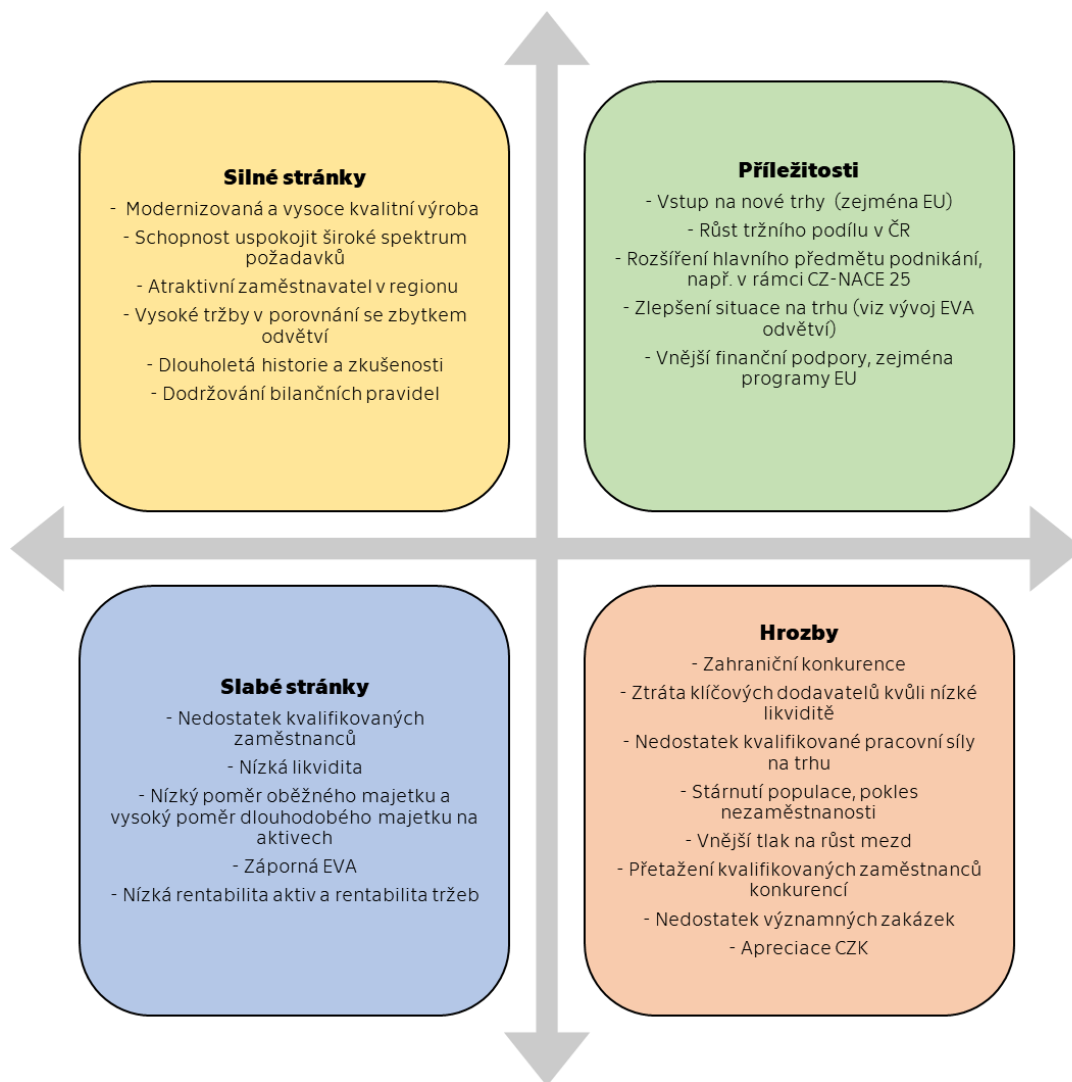 Silné stránky
- Modernizovaná a vysoce kvalitní výroba
- Schopnost uspokojit široké spektrum
požadavků
- Atraktivní zaměstnavatel v regionu
- Vysoké tržby v porovnání se zbytkem
odvětví
- Dlouholetá historie a zkušenosti
- Dodržování bilančních pravidel
Příležitosti
- Vstup na nové trhy (zejména EU)
- Růst tržního podílu v ČR
- Rozšíření hlavního předmětu podnikání,
např. v rámci CZ-NACE 25
- Zlepšení situace na trhu (viz vývoj EVA
odvětví)
- Vnější finanční podpory, zejména
programy EU
Slabé stránky
- Nedostatek kvalifikovaných
zaměstnanců
- Nízká likvidita
- Nízký poměr oběžného majetku a
vysoký poměr dlouhodobého majetku na
aktivech
- Záporná EVA
- Nízká rentabilita aktiv a rentabilita tržeb
Hrozby
- Zahraniční konkurence
- Ztráta klíčových dodavatelů kvůli nízké
likviditě
- Nedostatek kvalifikované pracovní síly
na trhu
- Stárnutí populace, pokles
nezaměstnanosti
- Vnější tlak na růst mezd
- Přetažení kvalifikovaných zaměstnanců
konkurencí
- Nedostatek významných zakázek
- Apreciace CZK